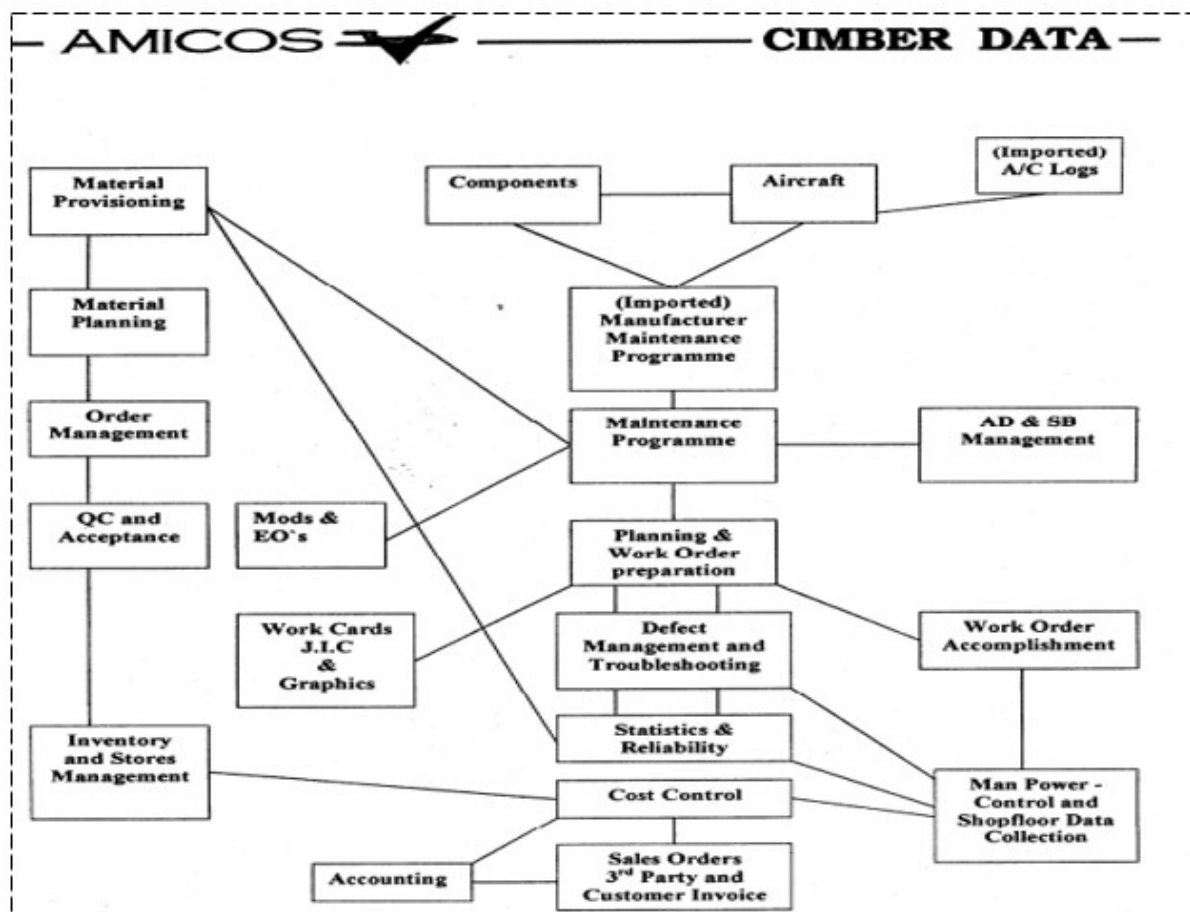 AMICOS
CIMBER DATA
Material
Provisioning
Components
Aircraft
(Imported)
A/C Logs
Material
Planning
(Imported)
Manufacturer
Maintenance
Programme
Order
Management
Maintenance
Programme
AD & SB
Management
QC and
Acceptance
Mods &
EO`s
Planning &
Work Order
preparation
Work Cards
J.I.C
&
Graphics
Defect
Management and
Troubleshooting
Work Order
Accomplishment
Inventory
and Stores
Management
Statistics &
Reliability
Cost Control
Man Power -
Control and
Shopfloor Data
Collection
Accounting
Sales Orders
3rd Party and
Customer Invoice